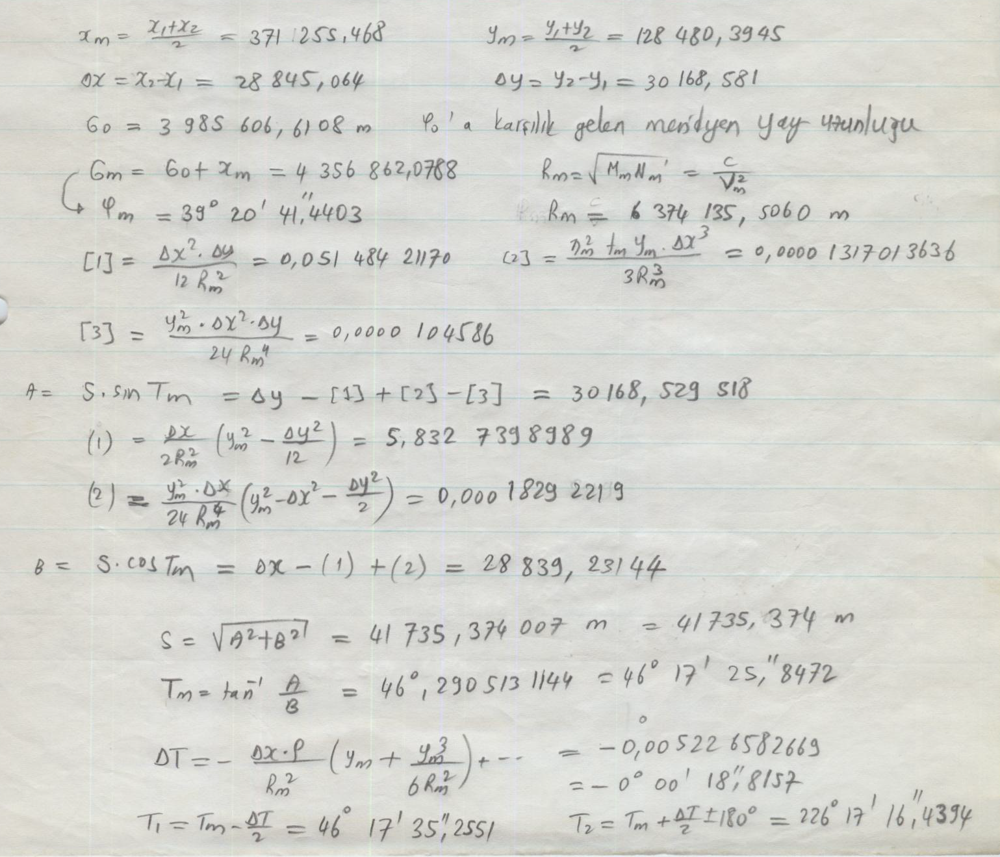 xm = x1+x2/2 = 371 255,468    ym = y1+y2/2 = 128 480,3945
Δx = x2-x1 = 28 845,064    Δy = y2-y1 = 30 168,581
G0 = 3 985 606,6108 m    φ0'a karşılık gelen meridyen yay uzunluğu
Gm = G0 + xm = 4 356 862,0788    Rm = √MmNm = c/Vm²
φm = 39° 20' 41,"4403    Rm = 6 374 135,5060 m
[1] = Δx².Δy/12 Rm² = 0,051 484 21170    [2] = ηm² tm ym.Δx³/3Rm³ = 0,0000 1317013636
[3] = ym².Δx².Δy/24 Rm⁴ = 0,0000 104586
A = S.sin Tm = Δy - [1] + [2] - [3] = 30168,529 518
(1) = Δx/2Rm² (ym² - Δy²/12) = 5,832 7398989
(2) = ym².Δx/24 Rm⁴ (ym² - Δx² - Δy²/2) = 0,0001829 2219
B = S.cos Tm = Δx - (1) + (2) = 28 839, 23144
S = √A²+B² = 41 735,374 007 m = 41735,374 m
Tm = tan⁻¹ A/B = 46°,290513 1144 = 46° 17' 25,"8472
ΔT = - Δx.ρ/Rm² (ym + ym³/6Rm²) + --- = -0°,00522 6582669
= - 0° 00' 18",8157
T1 = Tm - ΔT/2 = 46° 17' 35",2551    T2 = Tm + ΔT/2 ± 180° = 226° 17' 16",4394